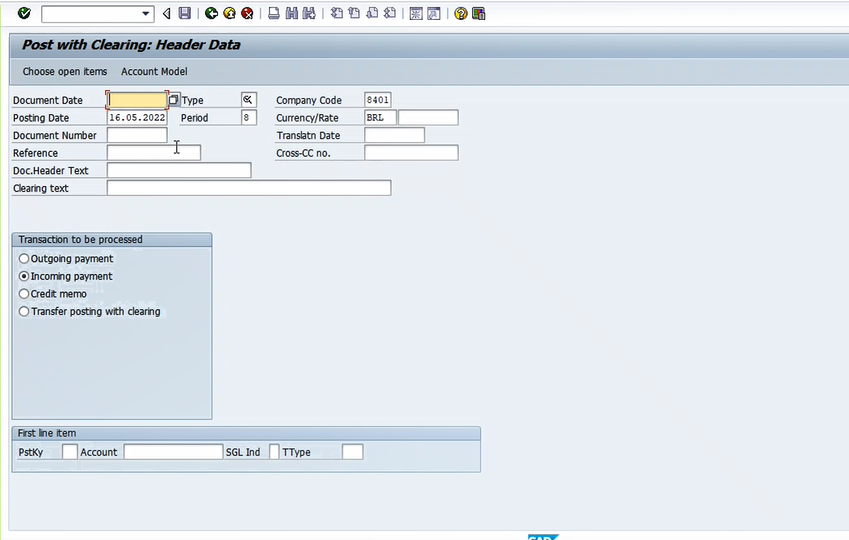 Post with Clearing: Header Data
Choose open items Account Model
Document Date Type Company Code 8401
Posting Date 16.05.2022 Period 8 Currency/Rate BRL
Document Number Translatn Date
Reference Cross-CC no.
Doc.Header Text
Clearing text
Transaction to be processed
Outgoing payment
Incoming payment
Credit memo
Transfer posting with clearing
First line item
PstKy Account SGL Ind TType
SAP